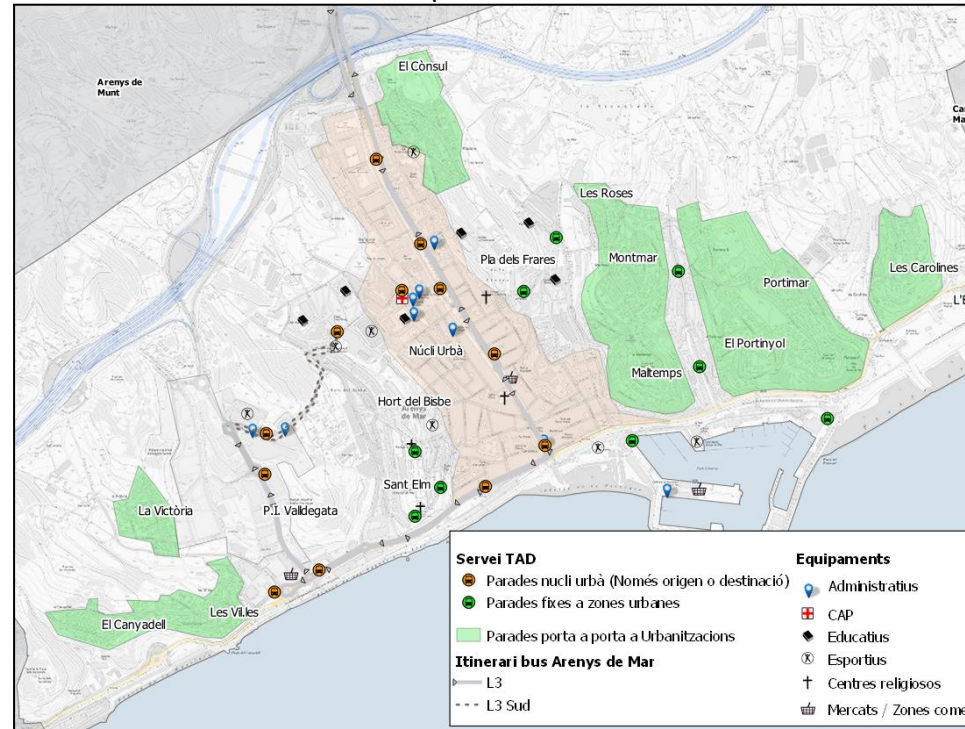 El Cònsul
Arenys de
Munt
Les Roses
Pla dels Frares
Montmar
Les Carolines
Portimar
El Portinyol
Núcli Urbà
Maltemps
Hort del Bisbe
Arenys
de Mar
Sant Elm
La Victòria
P.I. Valldegata
Les Vil.les
El Canyadell
Servei TAD
Parades nucli urbà (Només origen o destinació)
Parades fixes a zones urbanes
Parades porta a porta a Urbanitzacions
Itinerari bus Arenys de Mar
L3
L3 Sud
Equipaments
Administratius
CAP
Educatius
Esportius
Centres religiosos
Mercats / Zones come